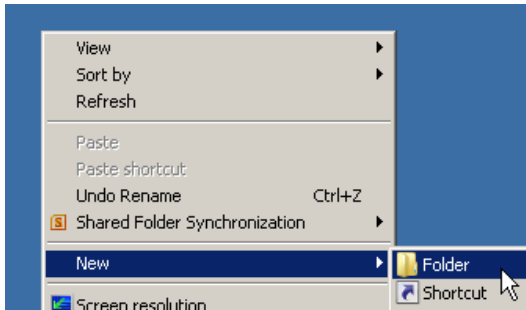 View
Sort by
Refresh
Paste
Paste shortcut
Undo Rename Ctrl+Z
Shared Folder Synchronization
New
Folder
Shortcut
Screen resolution